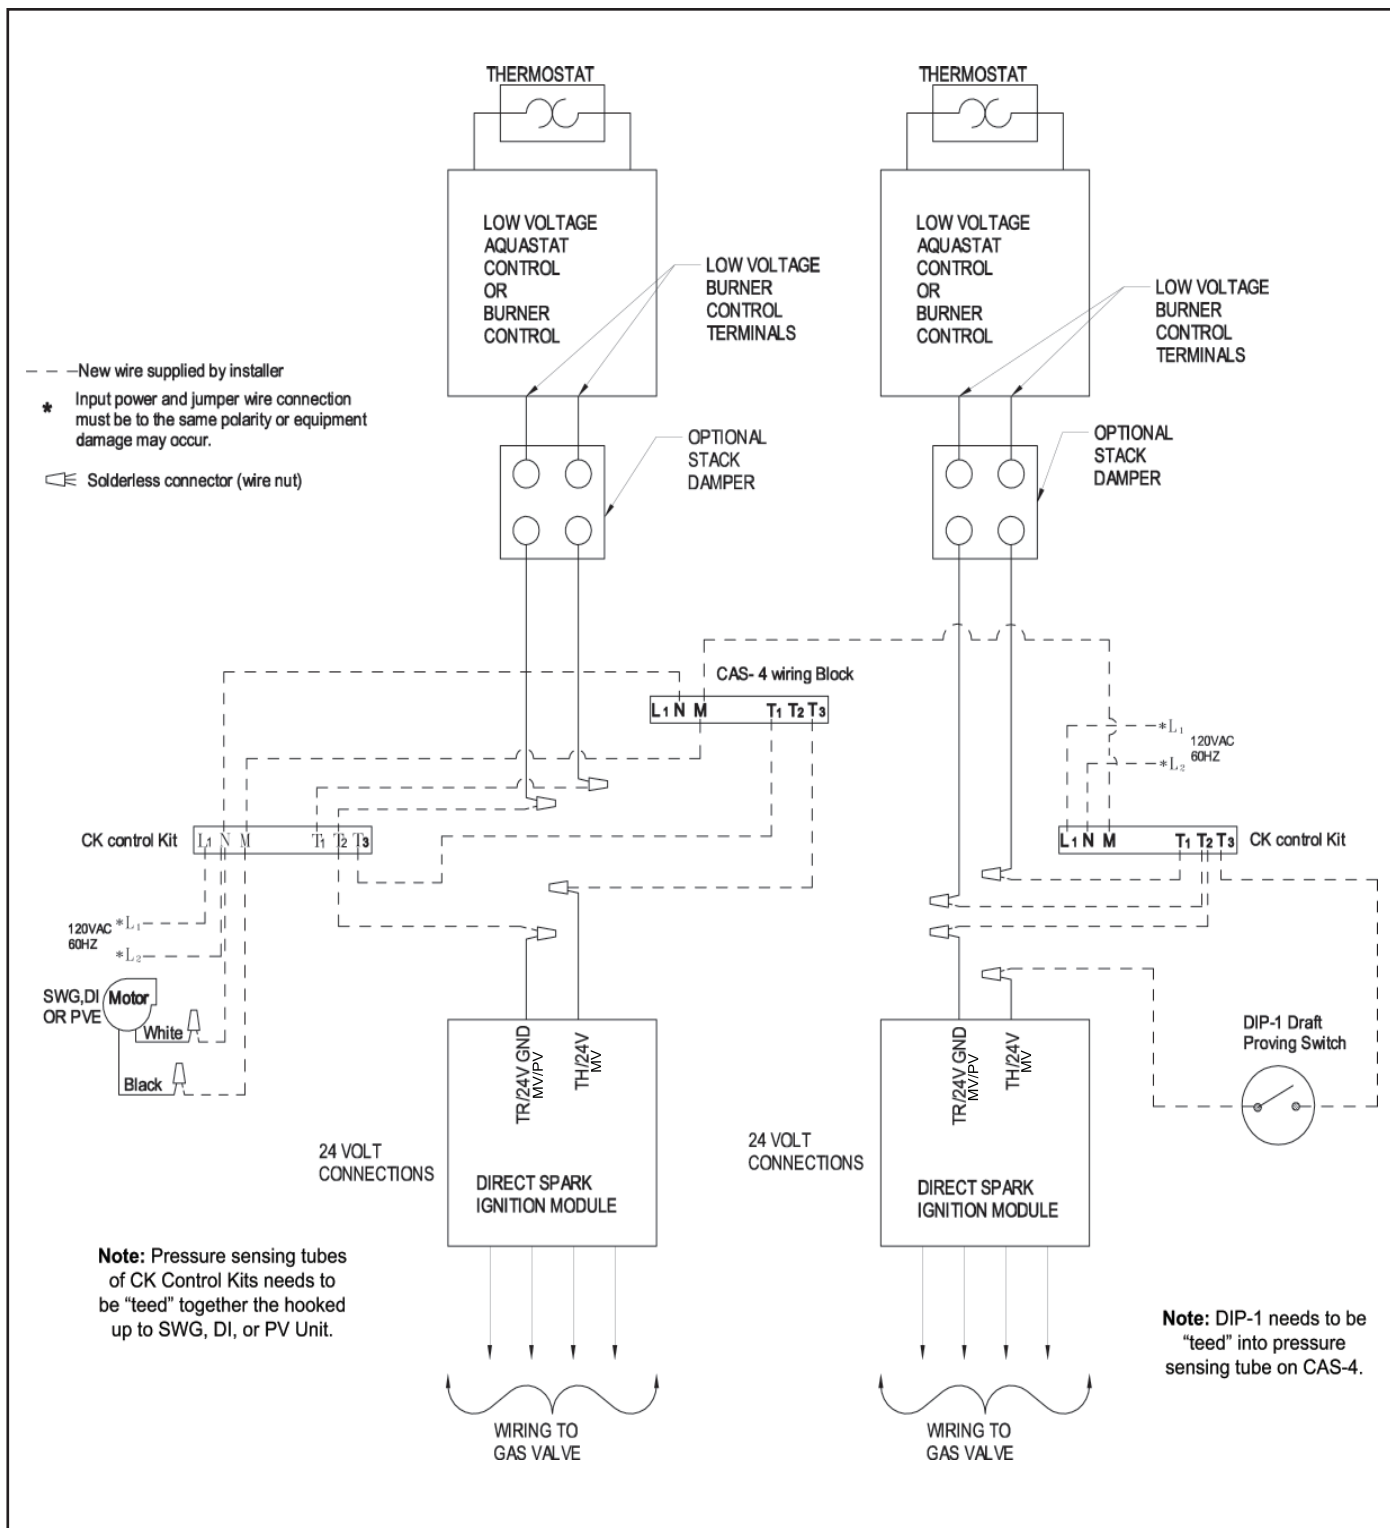 THERMOSTAT
THERMOSTAT
LOW VOLTAGE
AQUASTAT
CONTROL
OR
BURNER
CONTROL
LOW VOLTAGE
BURNER
CONTROL
TERMINALS
LOW VOLTAGE
AQUASTAT
CONTROL
OR
BURNER
CONTROL
LOW VOLTAGE
BURNER
CONTROL
TERMINALS
New wire supplied by installer
* Input power and jumper wire connection
must be to the same polarity or equipment
damage may occur.
Solderless connector (wire nut)
OPTIONAL
STACK
DAMPER
OPTIONAL
STACK
DAMPER
CAS- 4 wiring Block
L1 N M T1 T2 T3
*L1
120VAC
60HZ
*L2
CK control Kit
L1 N M T1 T2 T3
L1 N M T1 T2 T3
CK control Kit
120VAC
60HZ
*L1
*L2
SWG,DI
OR PVE
Motor
White
Black
TR/24V GND
MV/PV
TH/24V
MV
TR/24V GND
MV/PV
TH/24V
MV
DIP-1 Draft
Proving Switch
24 VOLT
CONNECTIONS
DIRECT SPARK
IGNITION MODULE
24 VOLT
CONNECTIONS
DIRECT SPARK
IGNITION MODULE
Note: Pressure sensing tubes
of CK Control Kits needs to
be “teed” together the hooked
up to SWG, DI, or PV Unit.
Note: DIP-1 needs to be
“teed” into pressure
sensing tube on CAS-4.
WIRING TO
GAS VALVE
WIRING TO
GAS VALVE